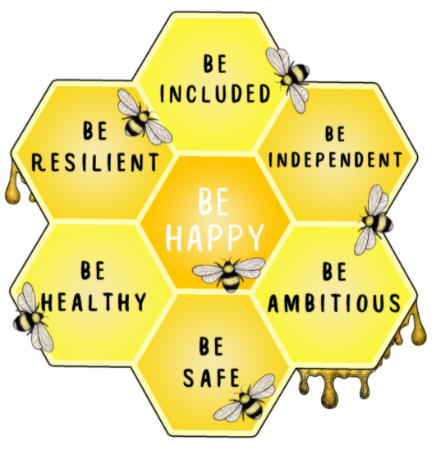 BE
INCLUDED
BE
RESILIENT
BE
INDEPENDENT
BE
HAPPY
BE
HEALTHY
BE
AMBITIOUS
BE
SAFE